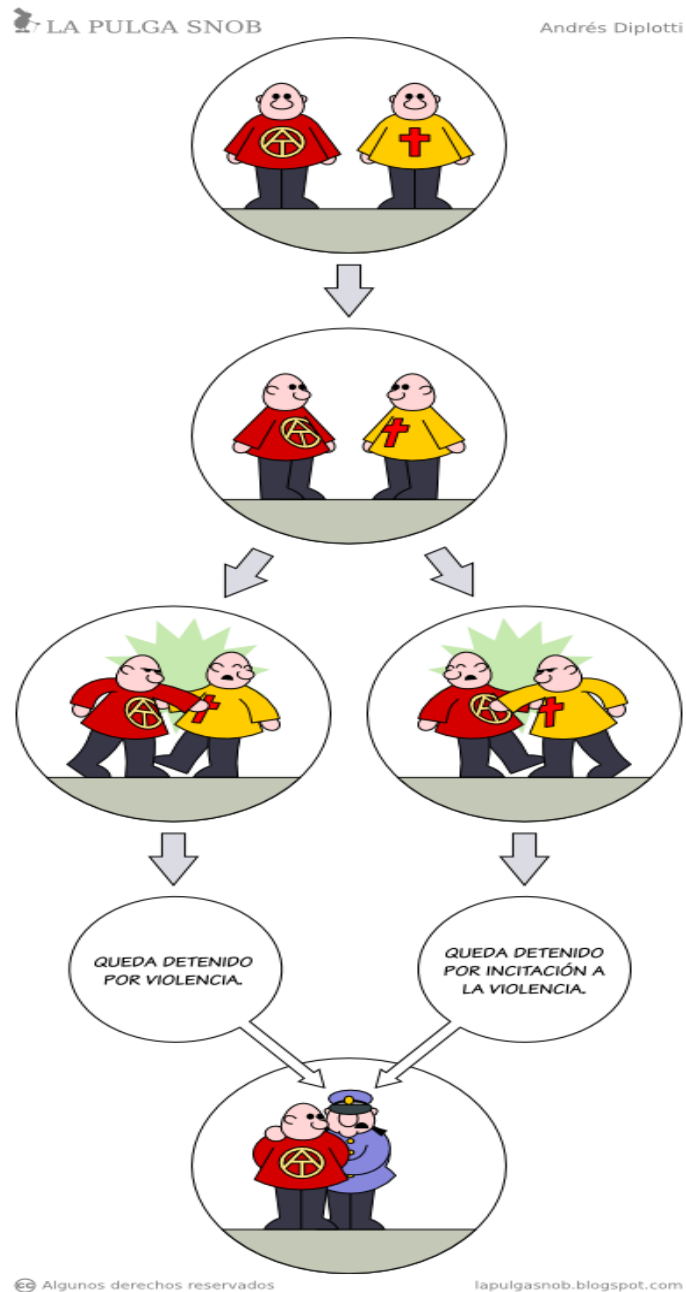 LA PULGA SNOB
Andrés Diplotti
QUEDA DETENIDO
POR VIOLENCIA.
QUEDA DETENIDO
POR INCITACIÓN A
LA VIOLENCIA.
cc Algunos derechos reservados
lapulgasnob.blogspot.com